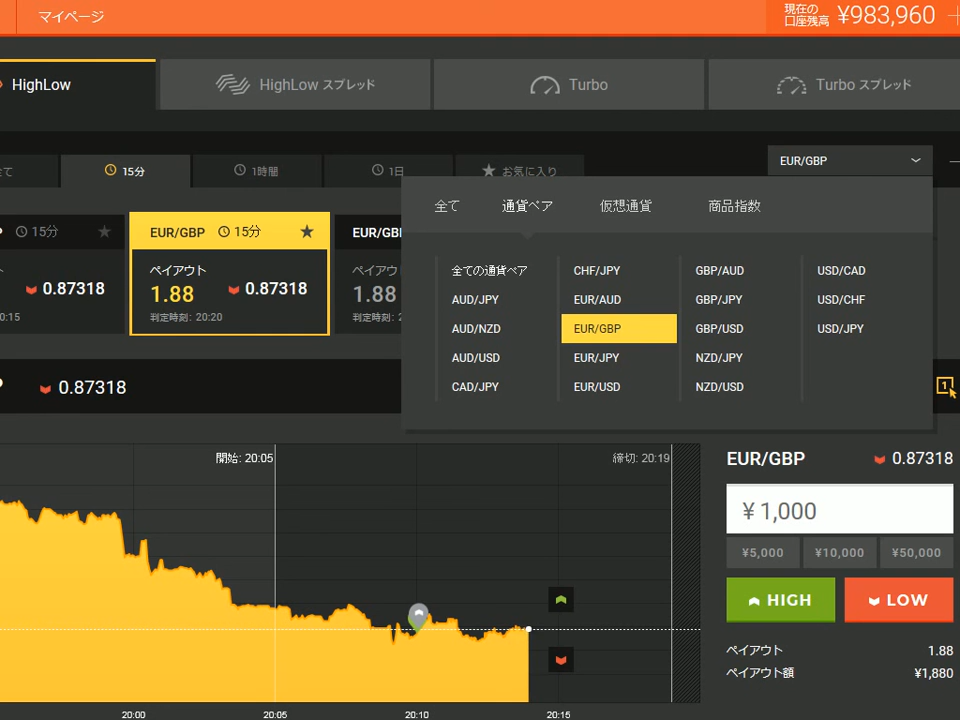 マイページ
現在の
口座残高
¥983,960
HighLow
HighLow スプレッド
Turbo
Turbo スプレッド
15分
1時間
1日
お気に入り
EUR/GBP
全て
通貨ペア
仮想通貨
商品指数
15分
EUR/GBP 15分
EUR/GB
ペイアウト
1.88
0.87318
判定時刻: 20:20
0.87318
0:15
ペイアウ
1.88
判定時刻: 2
全ての通貨ペア
AUD/JPY
AUD/NZD
AUD/USD
CAD/JPY
CHF/JPY
EUR/AUD
EUR/GBP
EUR/JPY
EUR/USD
GBP/AUD
GBP/JPY
GBP/USD
NZD/JPY
NZD/USD
USD/CAD
USD/CHF
USD/JPY
0.87318
1
開始: 20:05
締切: 20:19
20:00
20:05
20:10
20:15
EUR/GBP
0.87318
¥ 1,000
¥5,000
¥10,000
¥50,000
HIGH
LOW
ペイアウト
1.88
ペイアウト額
¥1,880